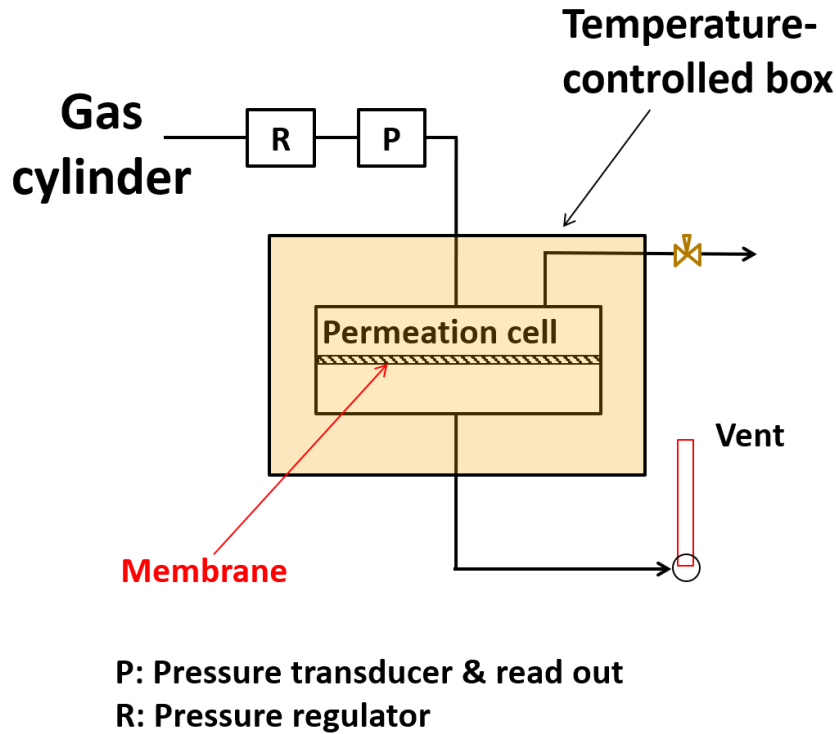 Temperature-
controlled box
Gas
cylinder
R
P
Permeation cell
Vent
Membrane
P: Pressure transducer & read out
R: Pressure regulator